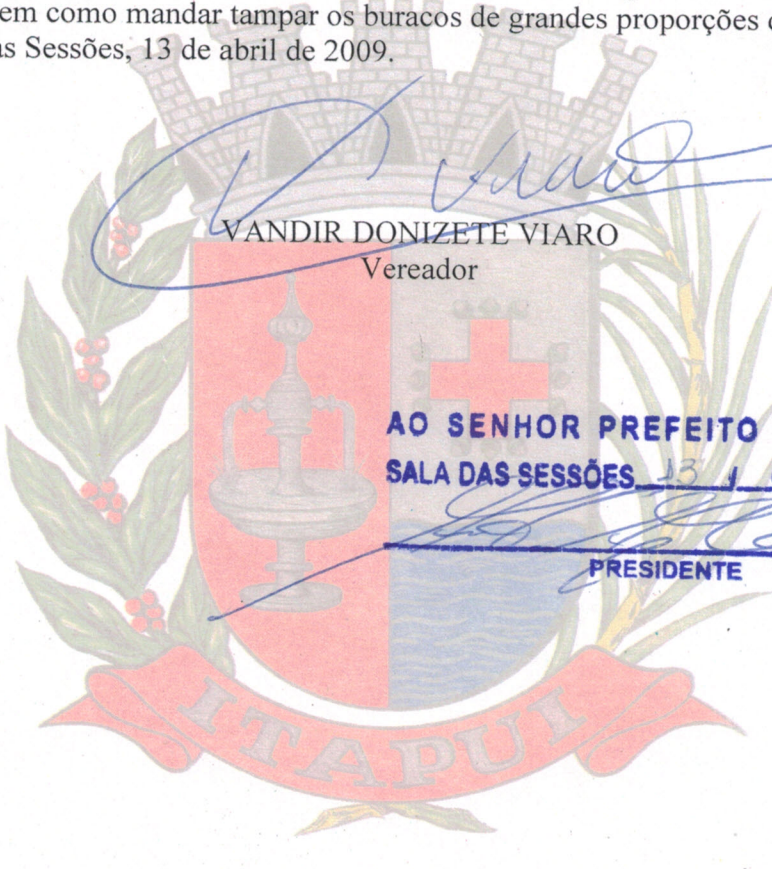 em como mandar tampar os buracos de grandes proporções
as Sessões, 13 de abril de 2009.
VANDIR DONIZETE VIARO
Vereador
AO SENHOR PREFEITO
SALA DAS SESSÕES 13 /
PRESIDENTE
ITAPUI